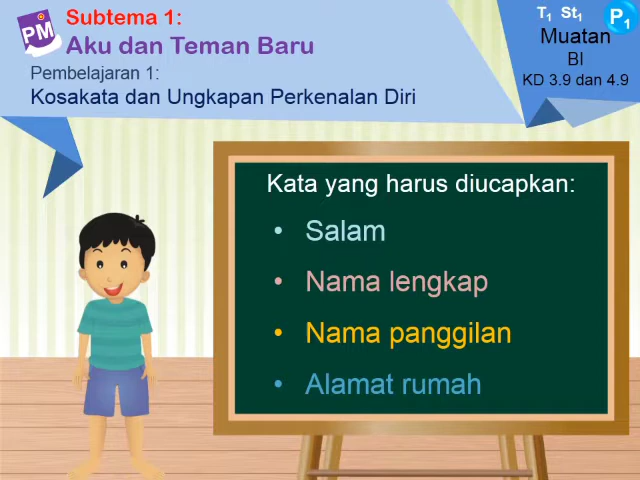 PM
Subtema 1:
Aku dan Teman Baru
Pembelajaran 1:
Kosakata dan Ungkapan Perkenalan Diri
T1 St1 P1
Muatan
BI
KD 3.9 dan 4.9
Kata yang harus diucapkan:
• Salam
• Nama lengkap
• Nama panggilan
• Alamat rumah